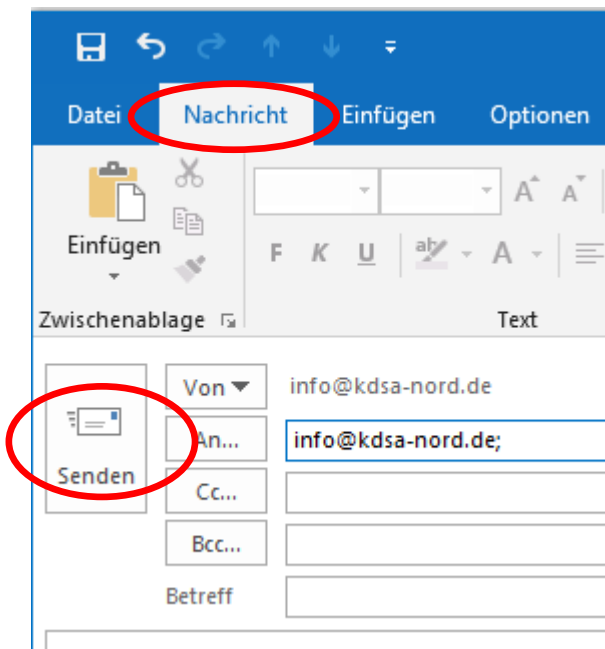 Datei Nachricht Einfügen Optionen
Einfügen
F K U ab A A A
Zwischenablage Text
Von info@kdsa-nord.de
An... info@kdsa-nord.de;
Senden
Cc...
Bcc...
Betreff